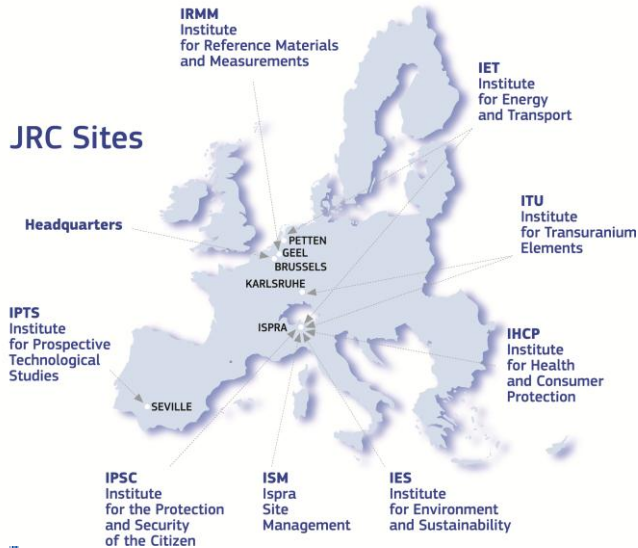 IRMM
Institute
for Reference Materials
and Measurements
IET
Institute
for Energy
and Transport
JRC Sites
ITU
Institute
for Transuranium
Elements
Headquarters
PETTEN
GEEL
BRUSSELS
KARLSRUHE
IPTS
Institute
for Prospective
Technological
Studies
ISPRA
IHCP
Institute
for Health
and Consumer
Protection
SEVILLE
IPSC
Institute
for the Protection
and Security
of the Citizen
ISM
Ispra
Site
Management
IES
Institute
for Environment
and Sustainability